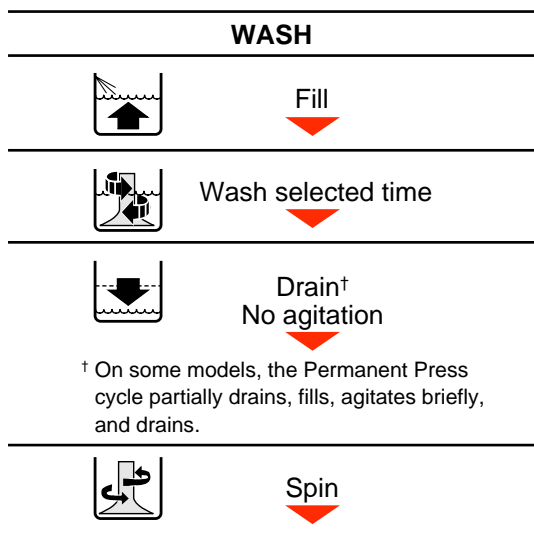 WASH
Fill
Wash selected time
Drain†
No agitation
† On some models, the Permanent Press
cycle partially drains, fills, agitates briefly,
and drains.
Spin